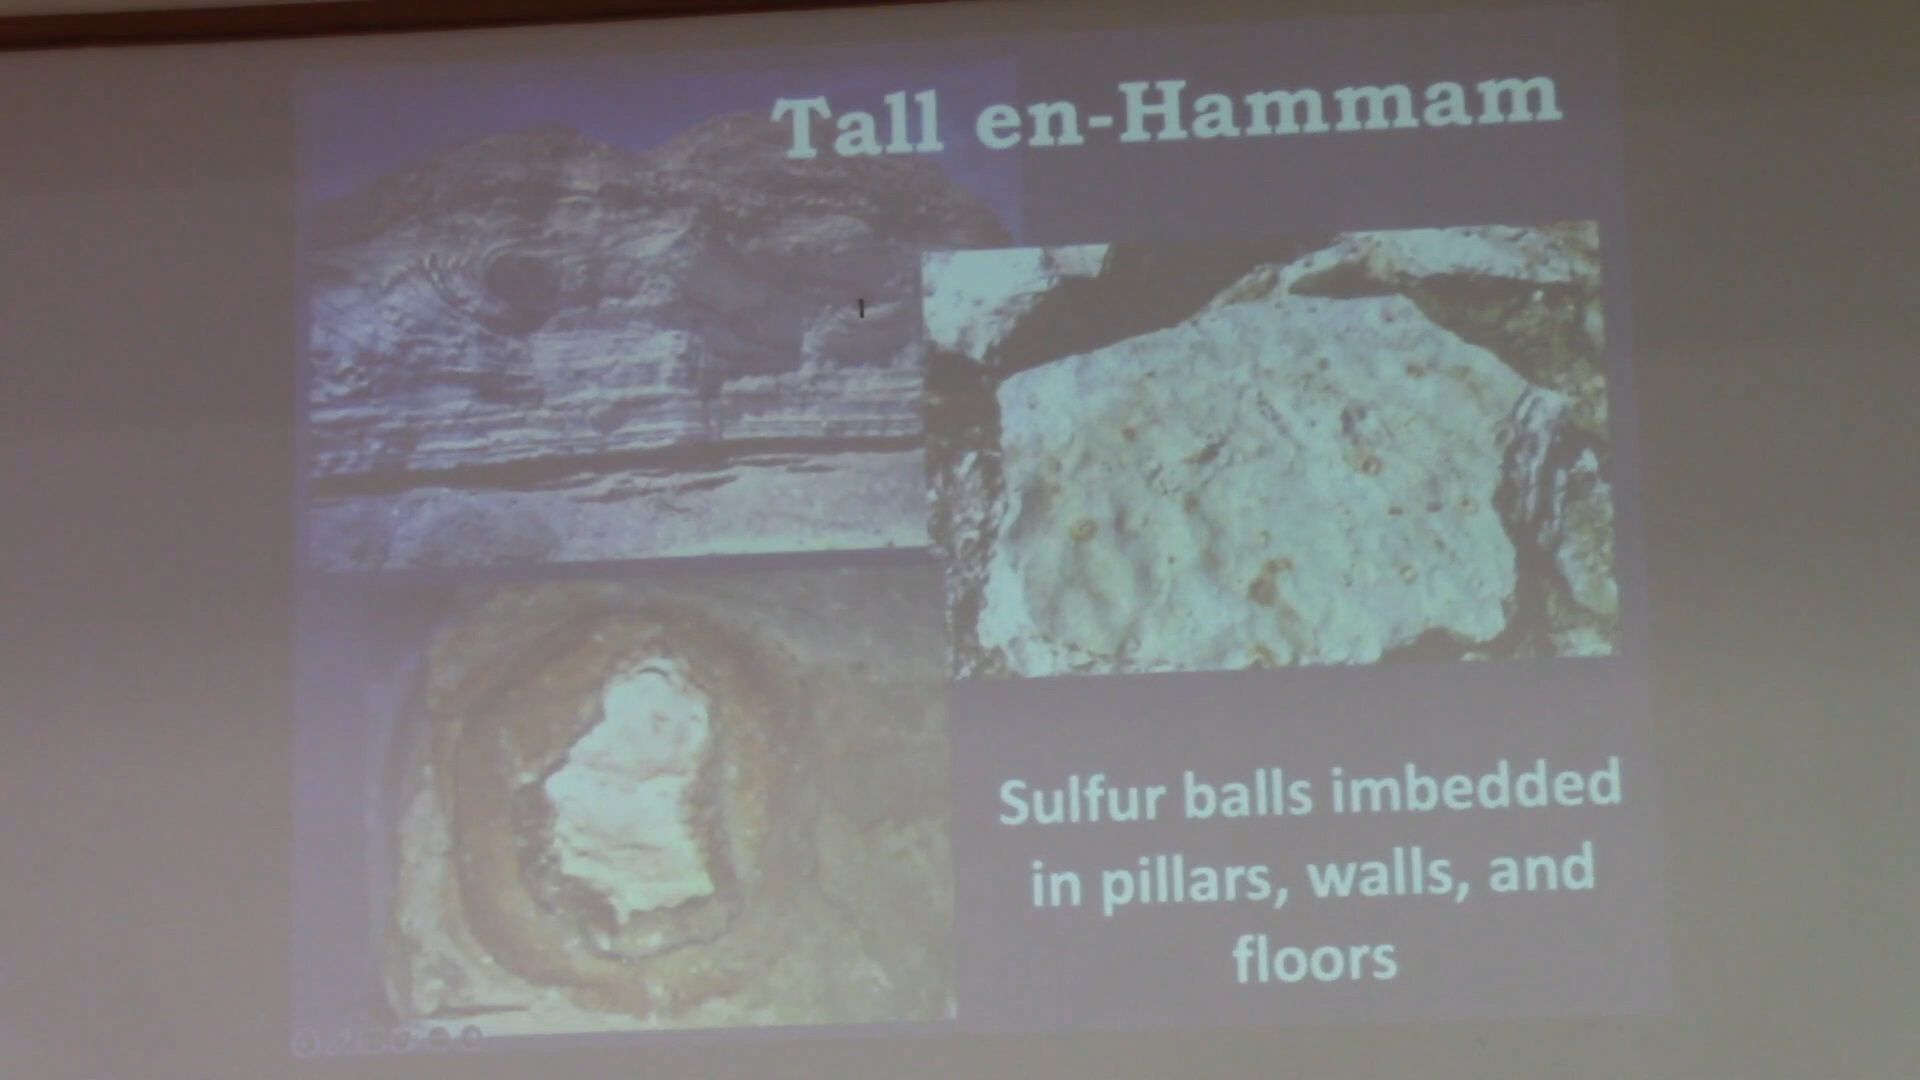 Tall en-Hammam
Sulfur balls imbedded
in pillars, walls, and
floors